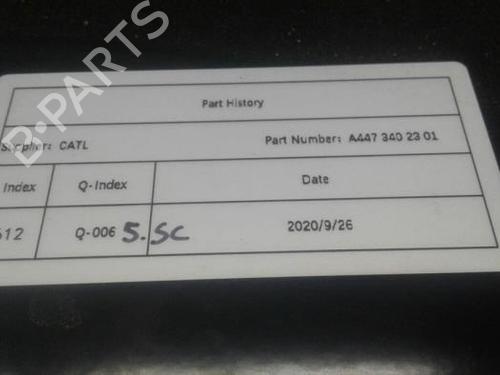 B-PARTS
Part History
Supplier: CATL Part Number: A447 340 23 01
Index Q-Index Date
612 Q-006 5.SC 2020/9/26